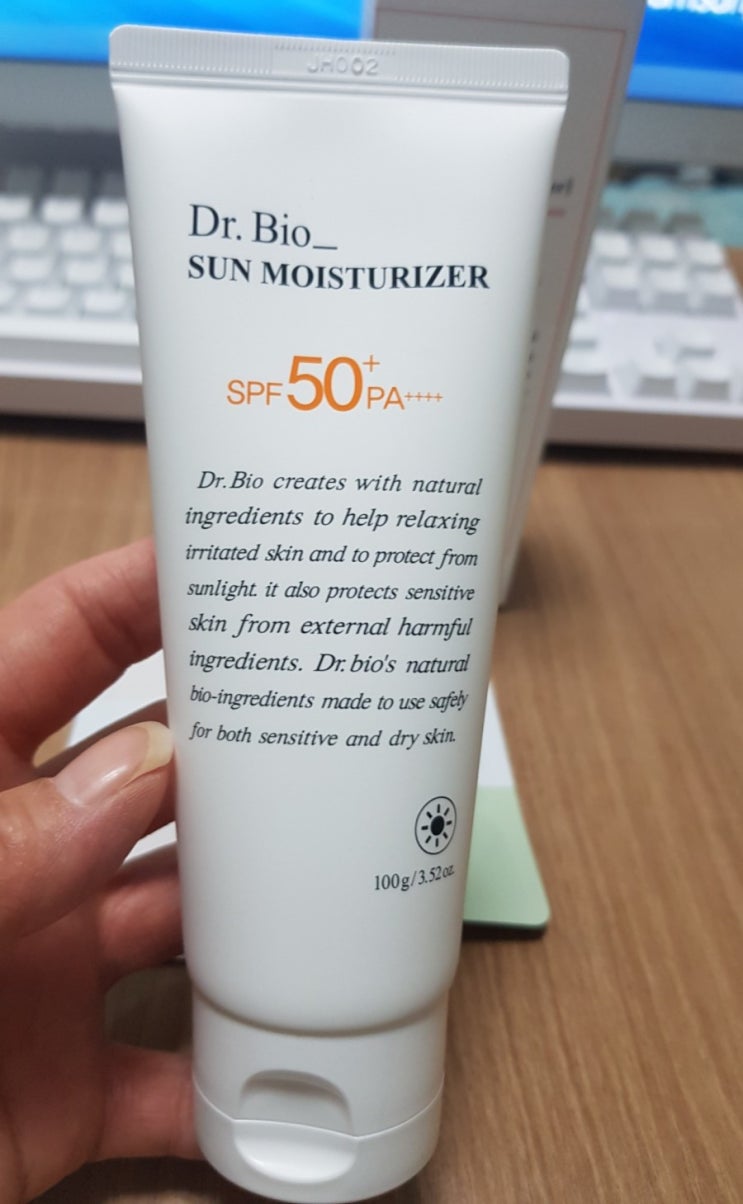 JH002
Dr. Bio_
SUN MOISTURIZER
SPF 50+ PA++++
Dr.Bio creates with natural
ingredients to help relaxing
irritated skin and to protect from
sunlight. it also protects sensitive
skin from external harmful
ingredients. Dr.bio's natural
bio-ingredients made to use safely
for both sensitive and dry skin.
100g/3.52oz.